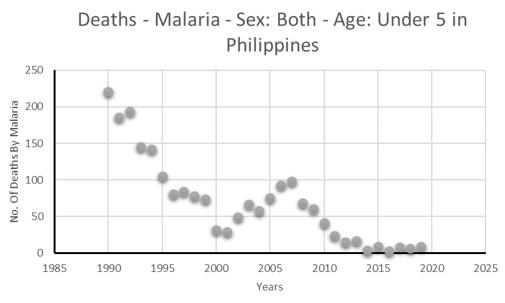 Deaths - Malaria - Sex: Both - Age: Under 5 in
Philippines
No. Of Deaths By Malaria
250
200
150
100
50
0
1985 1990 1995 2000 2005 2010 2015 2020 2025
Years